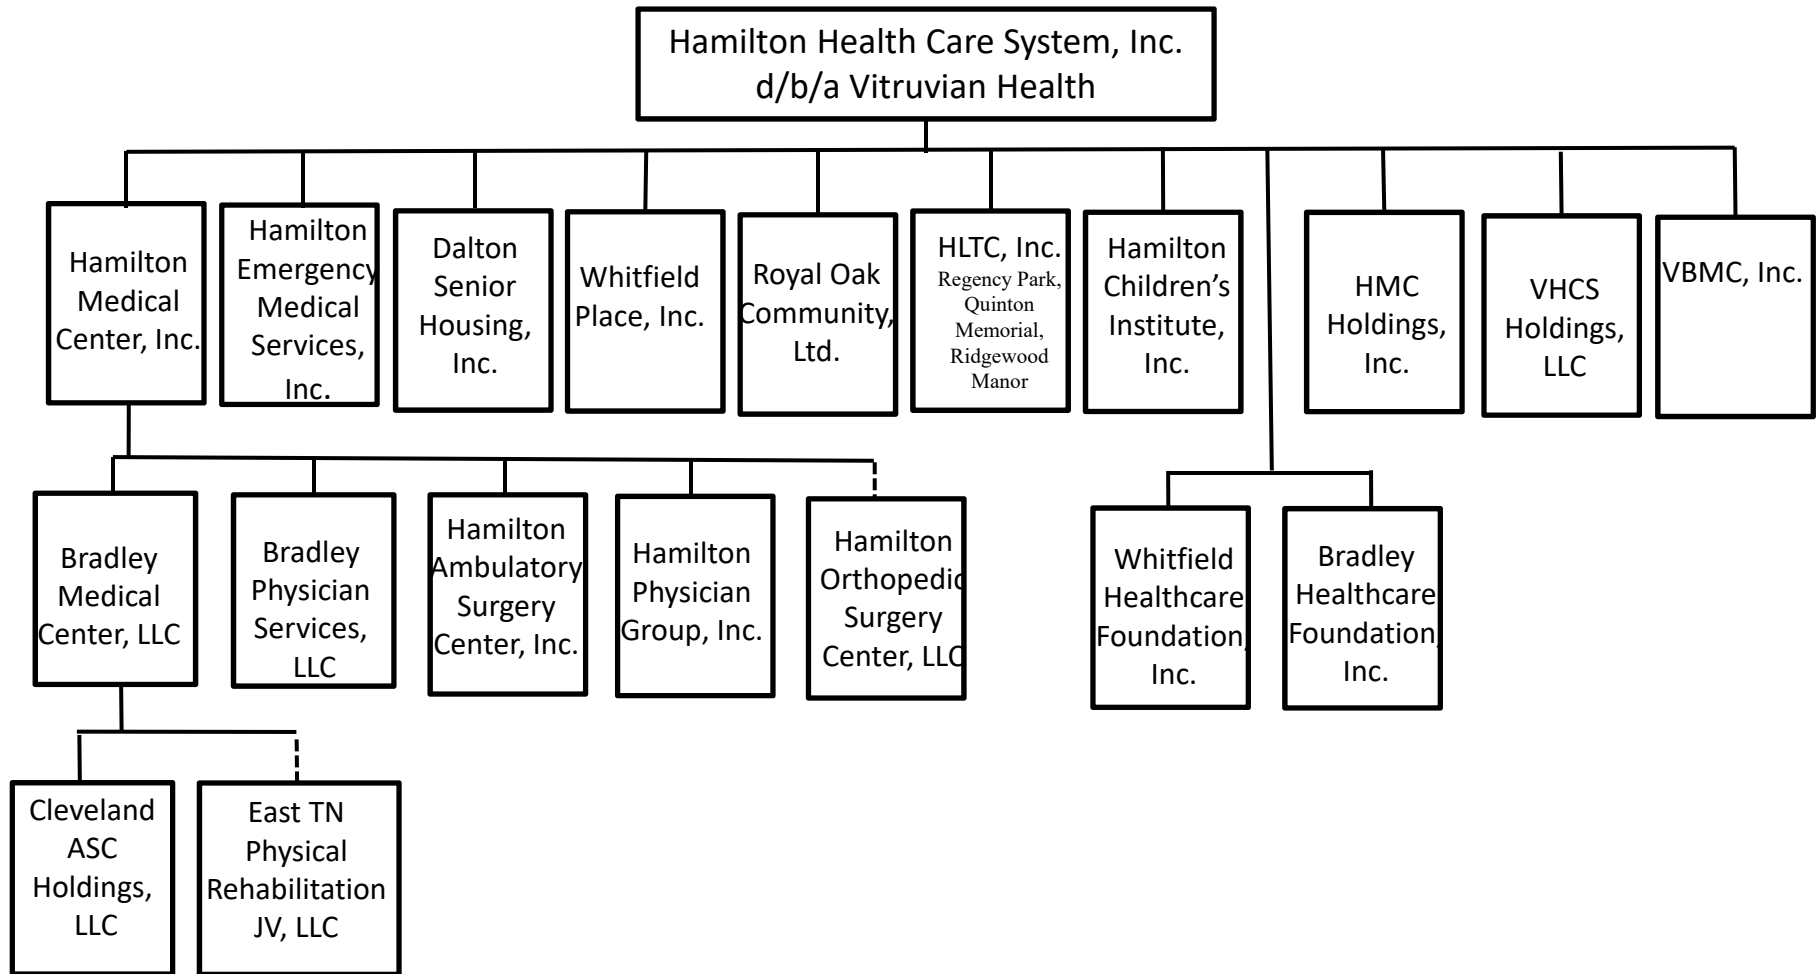 Hamilton Health Care System, Inc.
d/b/a Vitruvian Health
Hamilton
Medical
Center, Inc.
Hamilton
Emergency
Medical
Services,
Inc.
Dalton
Senior
Housing,
Inc.
Whitfield
Place, Inc.
Royal Oak
Community,
Ltd.
HLTC, Inc.
Regency Park,
Quinton
Memorial,
Ridgewood
Manor
Hamilton
Children’s
Institute,
Inc.
HMC
Holdings,
Inc.
VHCS
Holdings,
LLC
VBMC, Inc.
Bradley
Medical
Center, LLC
Bradley
Physician
Services,
LLC
Hamilton
Ambulatory
Surgery
Center, Inc.
Hamilton
Physician
Group, Inc.
Hamilton
Orthopedic
Surgery
Center, LLC
Whitfield
Healthcare
Foundation,
Inc.
Bradley
Healthcare
Foundation,
Inc.
Cleveland
ASC
Holdings,
LLC
East TN
Physical
Rehabilitation
JV, LLC